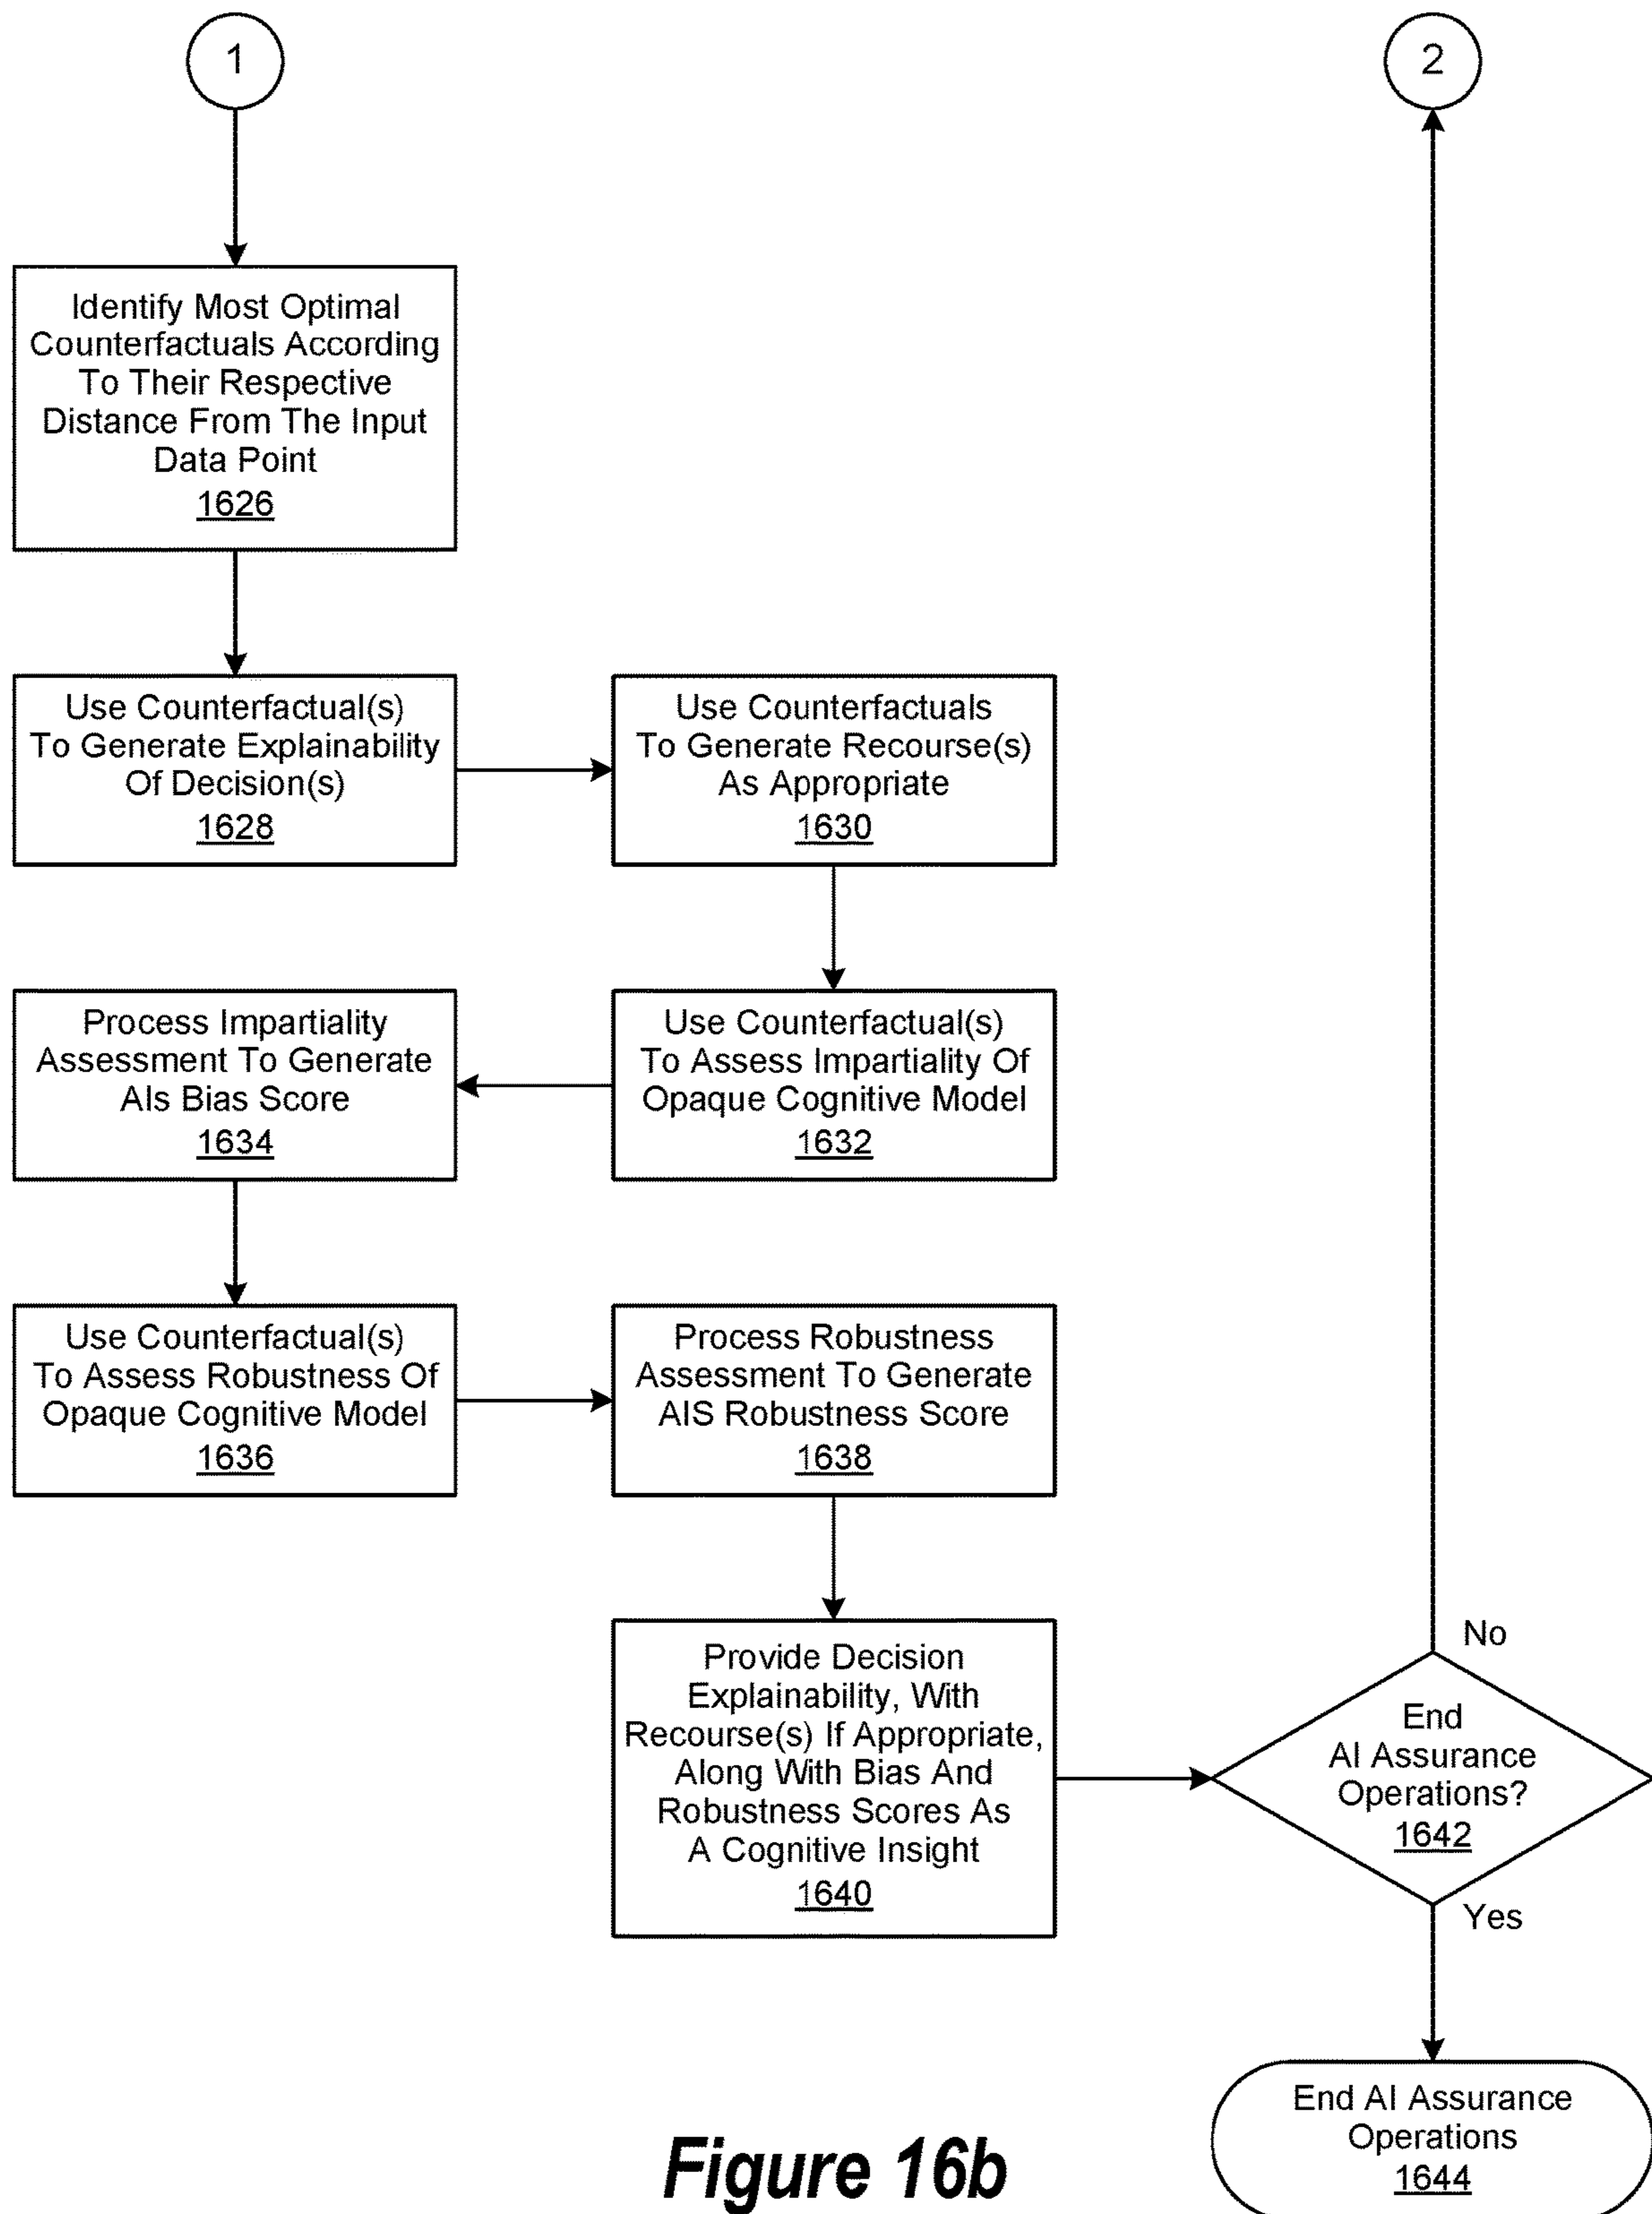 1
2
Identify Most Optimal
Counterfactuals According
To Their Respective
Distance From The Input
Data Point
1626
Use Counterfactual(s)
To Generate Explainability
Of Decision(s)
1628
Use Counterfactuals
To Generate Recourse(s)
As Appropriate
1630
Process Impartiality
Assessment To Generate
AIs Bias Score
1634
Use Counterfactual(s)
To Assess Impartiality Of
Opaque Cognitive Model
1632
Use Counterfactual(s)
To Assess Robustness Of
Opaque Cognitive Model
1636
Process Robustness
Assessment To Generate
AIS Robustness Score
1638
Provide Decision
Explainability, With
Recourse(s) If Appropriate,
Along With Bias And
Robustness Scores As
A Cognitive Insight
1640
No
End
AI Assurance
Operations?
1642
Yes
End AI Assurance
Operations
1644
Figure 16b